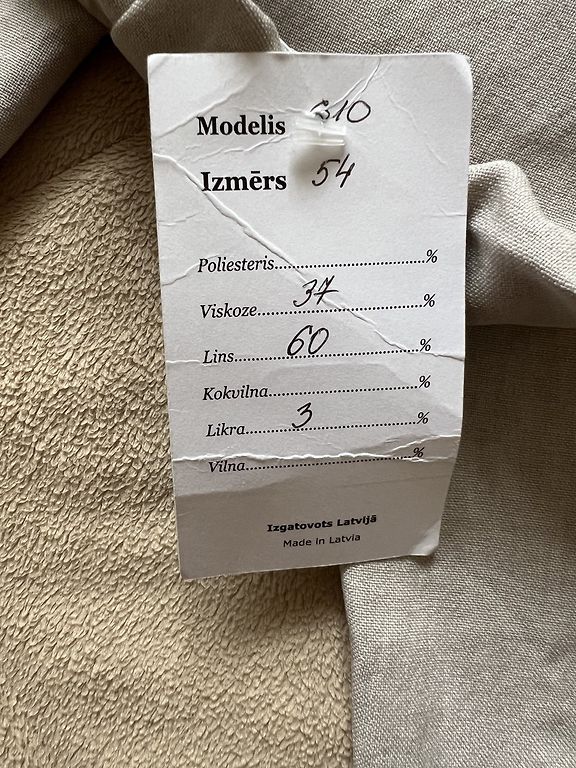 Modelis 310
Izmērs 54
Poliesteris..............................%
Viskoze 37 %
Lins 60 %
Kokvilna..............................%
Likra 3 %
Vilna..............................%
Izgatovots Latvijā
Made in Latvia